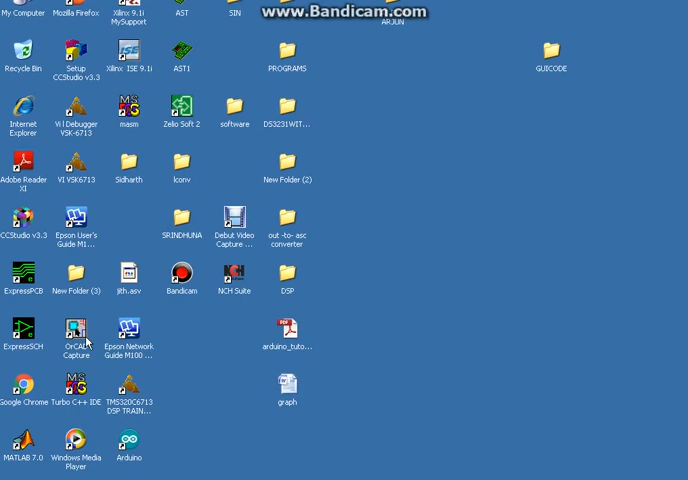 www.Bandicam.com
My Computer
Mozilla Firefox
Xilinx 9.1i
MySupport
AST
SIN
ARJUN
Recycle Bin
Setup
CCStudio v3.3
Xilinx ISE 9.1i
AST1
PROGRAMS
GUICODE
Internet
Explorer
Vi Debugger
VSK-6713
masm
Zelio Soft 2
software
DS3231WIT...
Adobe Reader
XI
VI VSK6713
Sidharth
New Folder (2)
CCStudio v3.3
Epson User's
Guide M1...
SRINDHUNA
Debut Video
Capture ...
out -to- asc
converter
ExpressPCB
New Folder (3)
jith.asv
Bandicam
NCH Suite
DSP
ExpressSCH
Capture
Epson Network
Guide M100 ...
arduino_tuto...
Google Chrome
Turbo C++ IDE
TMS320C6713
DSP TRAIN...
graph
MATLAB 7.0
Windows Media
Player
Arduino